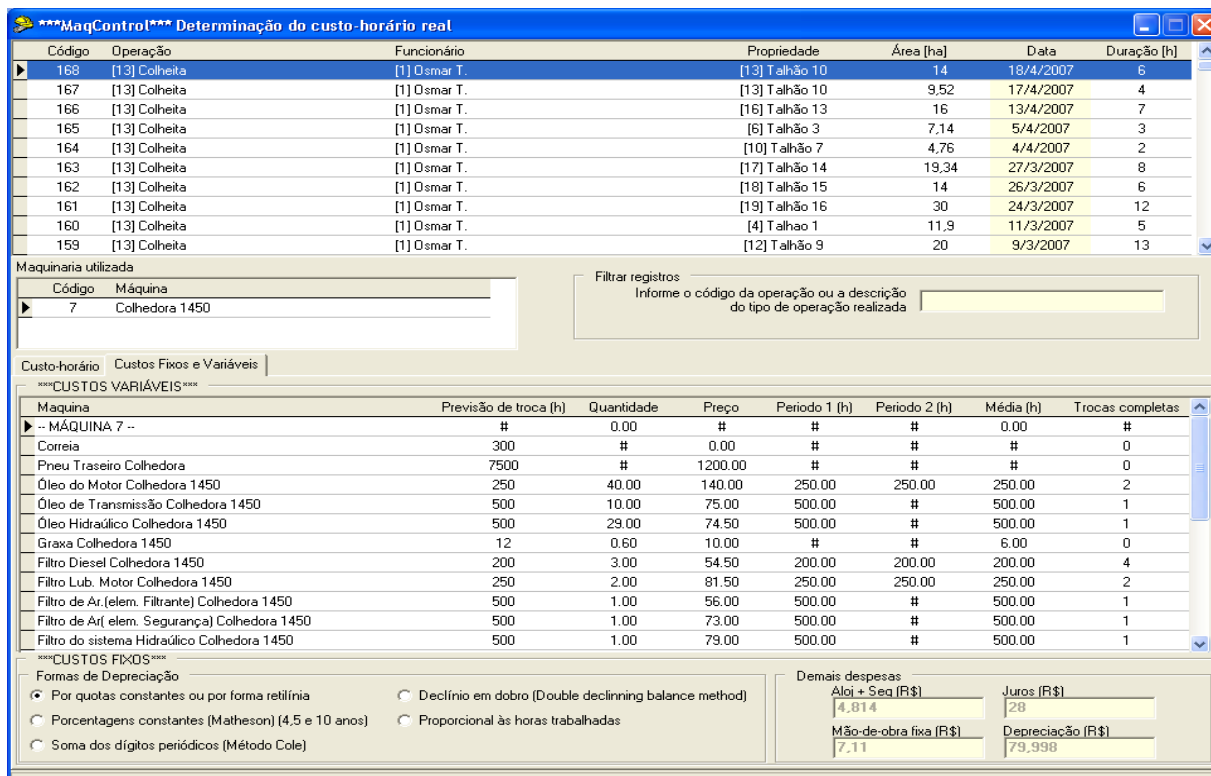 ***MaqControl*** Determinação do custo-horário real
Código Operação Funcionário Propriedade Área [ha] Data Duração [h]
168 [13] Colheita [1] Osmar T. [13] Talhão 10 14 18/4/2007 6
167 [13] Colheita [1] Osmar T. [13] Talhão 10 9,52 17/4/2007 4
166 [13] Colheita [1] Osmar T. [16] Talhão 13 16 13/4/2007 7
165 [13] Colheita [1] Osmar T. [6] Talhão 3 7,14 5/4/2007 3
164 [13] Colheita [1] Osmar T. [10] Talhão 7 4,76 4/4/2007 2
163 [13] Colheita [1] Osmar T. [17] Talhão 14 19,34 27/3/2007 8
162 [13] Colheita [1] Osmar T. [18] Talhão 15 14 26/3/2007 6
161 [13] Colheita [1] Osmar T. [19] Talhão 16 30 24/3/2007 12
160 [13] Colheita [1] Osmar T. [4] Talhao 1 11,9 11/3/2007 5
159 [13] Colheita [1] Osmar T. [12] Talhão 9 20 9/3/2007 13
Maquinaria utilizada
Código Máquina
7 Colhedora 1450
Filtrar registros
Informe o código da operação ou a descrição
do tipo de operação realizada
Custo-horário Custos Fixos e Variáveis
***CUSTOS VARIÁVEIS***
Maquina Previsão de troca (h) Quantidade Preço Periodo 1 (h) Periodo 2 (h) Média (h) Trocas completas
-- MÁQUINA 7 -- # 0.00 # # # 0.00 #
Correia 300 # 0.00 # # # 0
Pneu Traseiro Colhedora 7500 # 1200.00 # # # 0
Óleo do Motor Colhedora 1450 250 40.00 140.00 250.00 250.00 250.00 2
Óleo de Transmissão Colhedora 1450 500 10.00 75.00 500.00 # 500.00 1
Óleo Hidraúlico Colhedora 1450 500 29.00 74.50 500.00 # 500.00 1
Graxa Colhedora 1450 12 0.60 10.00 # # 6.00 0
Filtro Diesel Colhedora 1450 200 3.00 54.50 200.00 200.00 200.00 4
Filtro Lub. Motor Colhedora 1450 250 2.00 81.50 250.00 250.00 250.00 2
Filtro de Ar.(elem. Filtrante) Colhedora 1450 500 1.00 56.00 500.00 # 500.00 1
Filtro de Ar( elem. Segurança) Colhedora 1450 500 1.00 73.00 500.00 # 500.00 1
Filtro do sistema Hidraúlico Colhedora 1450 500 1.00 79.00 500.00 # 500.00 1
***CUSTOS FIXOS***
Formas de Depreciação
Por quotas constantes ou por forma retilínia
Declínio em dobro (Double declinning balance method)
Porcentagens constantes (Matheson) (4,5 e 10 anos)
Proporcional às horas trabalhadas
Soma dos dígitos periódicos (Método Cole)
Demais despesas
Aloj + Seg (R$) Juros (R$)
4,814 28
Mão-de-obra fixa (R$) Depreciação (R$)
7,11 79,998